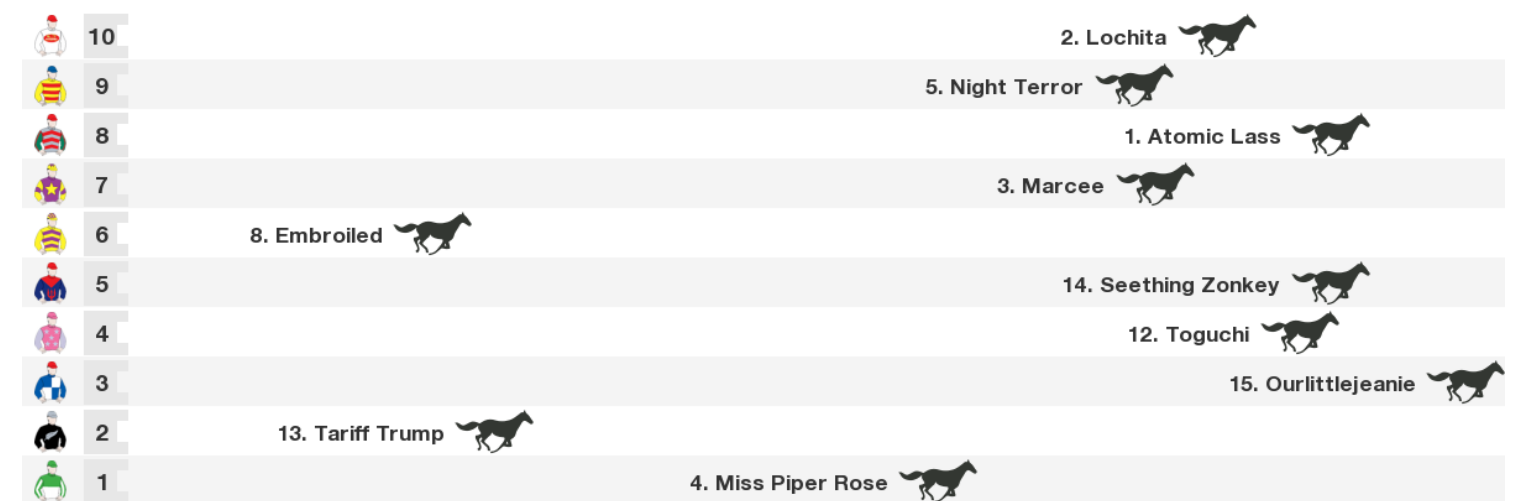 10 2. Lochita
9 5. Night Terror
8 1. Atomic Lass
7 3. Marcee
6 8. Embroiled
5 14. Seething Zonkey
4 12. Toguchi
3 15. Ourlittlejeanie
2 13. Tariff Trump
1 4. Miss Piper Rose